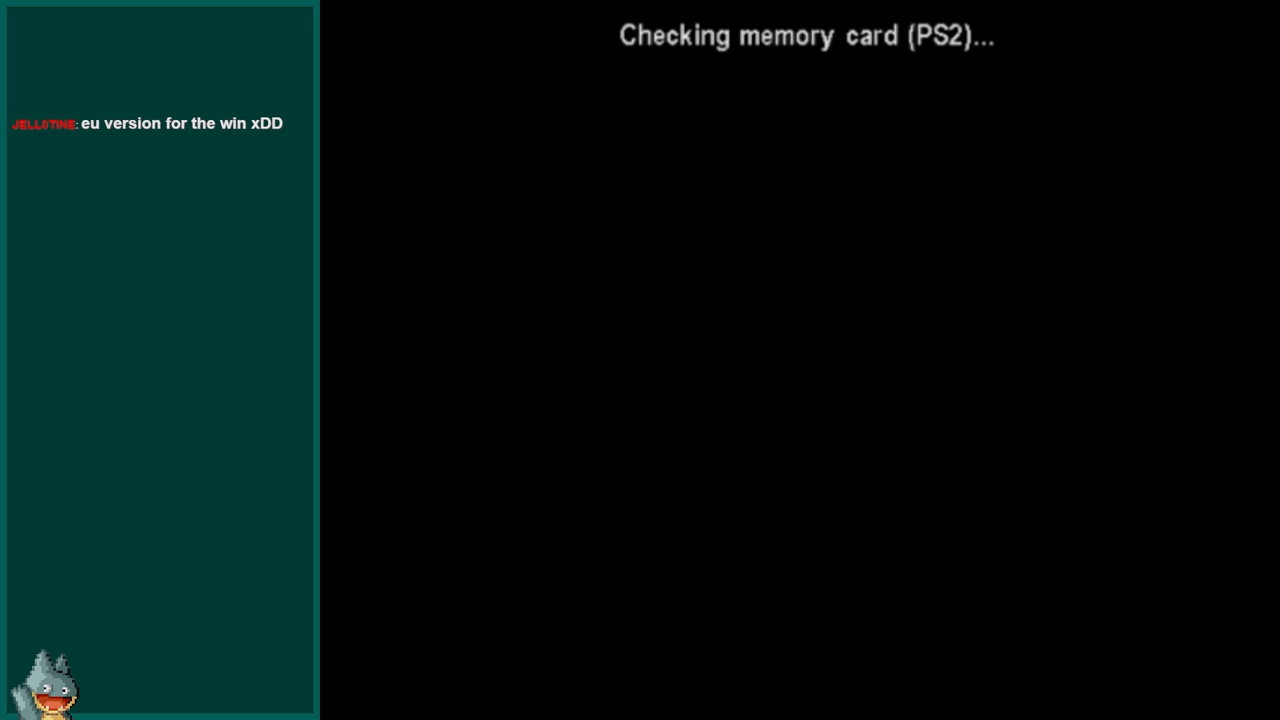 JELLOTINE: eu version for the win xDD
Checking memory card (PS2)...